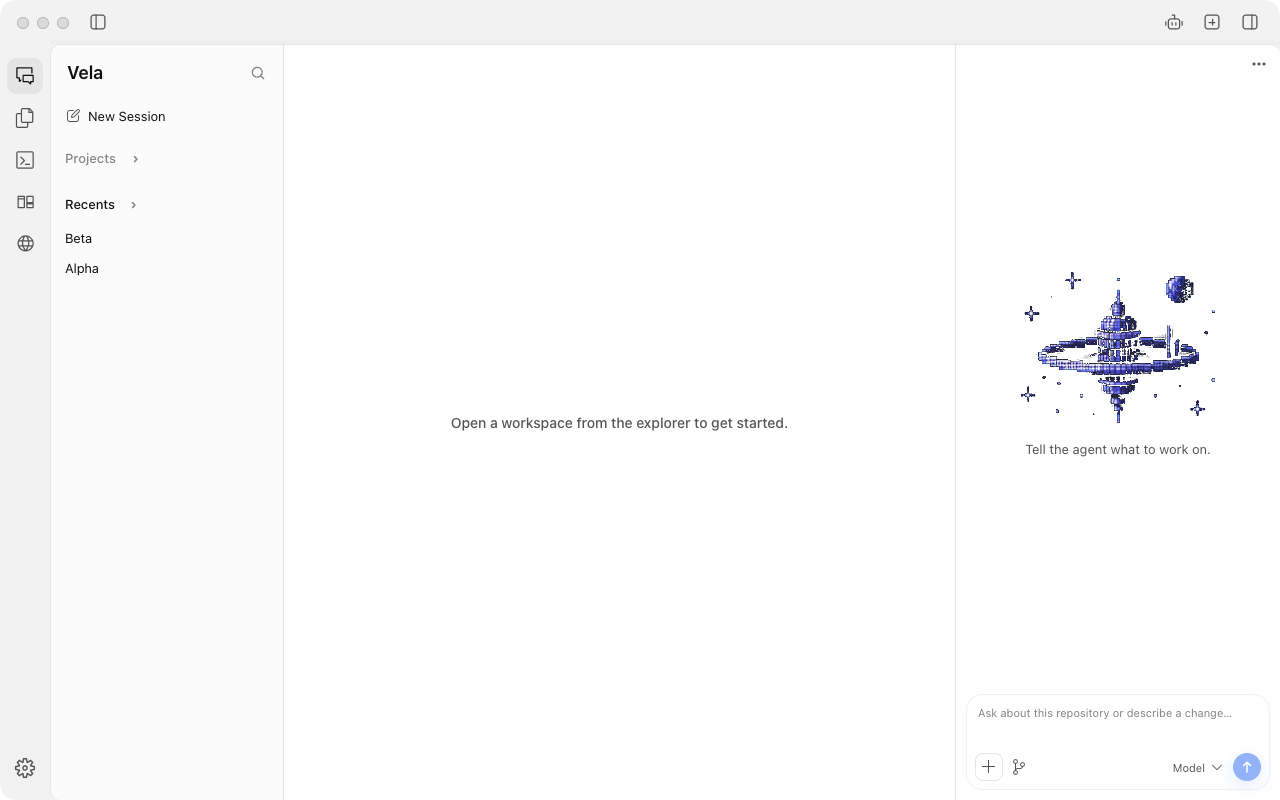 Vela
New Session
Projects
Recents
Beta
Alpha
Open a workspace from the explorer to get started.
Tell the agent what to work on.
Ask about this repository or describe a change...
Model